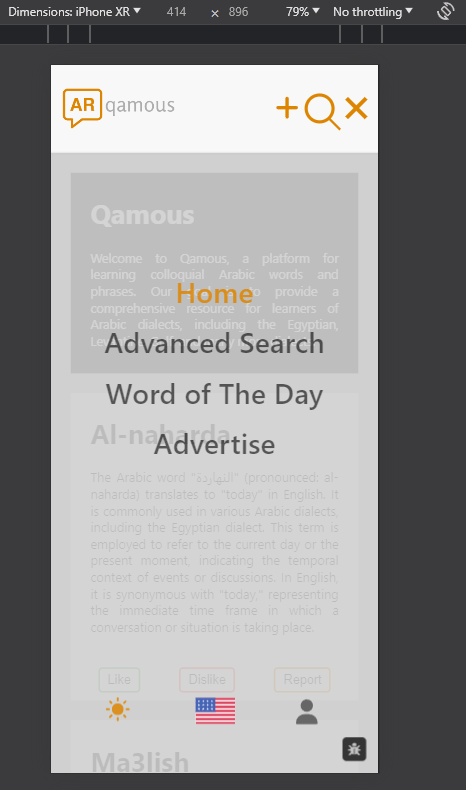 Dimensions: iPhone XR 414 × 896 79% No throttling
AR qamous
Qamous
Welcome to Qamous, a platform for
learning colloquial Arabic words and
phrases. Our to provide a
comprehensive resource for learners of
Arabic dialects, including the Egyptian,
Home
Advanced Search
Word of The Day
Advertise
Al-naharda
The Arabic word "النهاردة" (pronounced: al-
naharda) translates to "today" in English. It
is commonly used in various Arabic dialects,
including the Egyptian dialect. This term is
employed to refer to the current day or the
present moment, indicating the temporal
context of events or discussions. In English,
it is synonymous with "today," representing
the immediate time frame in which a
conversation or situation is taking place.
Like Dislike Report
Ma3lish